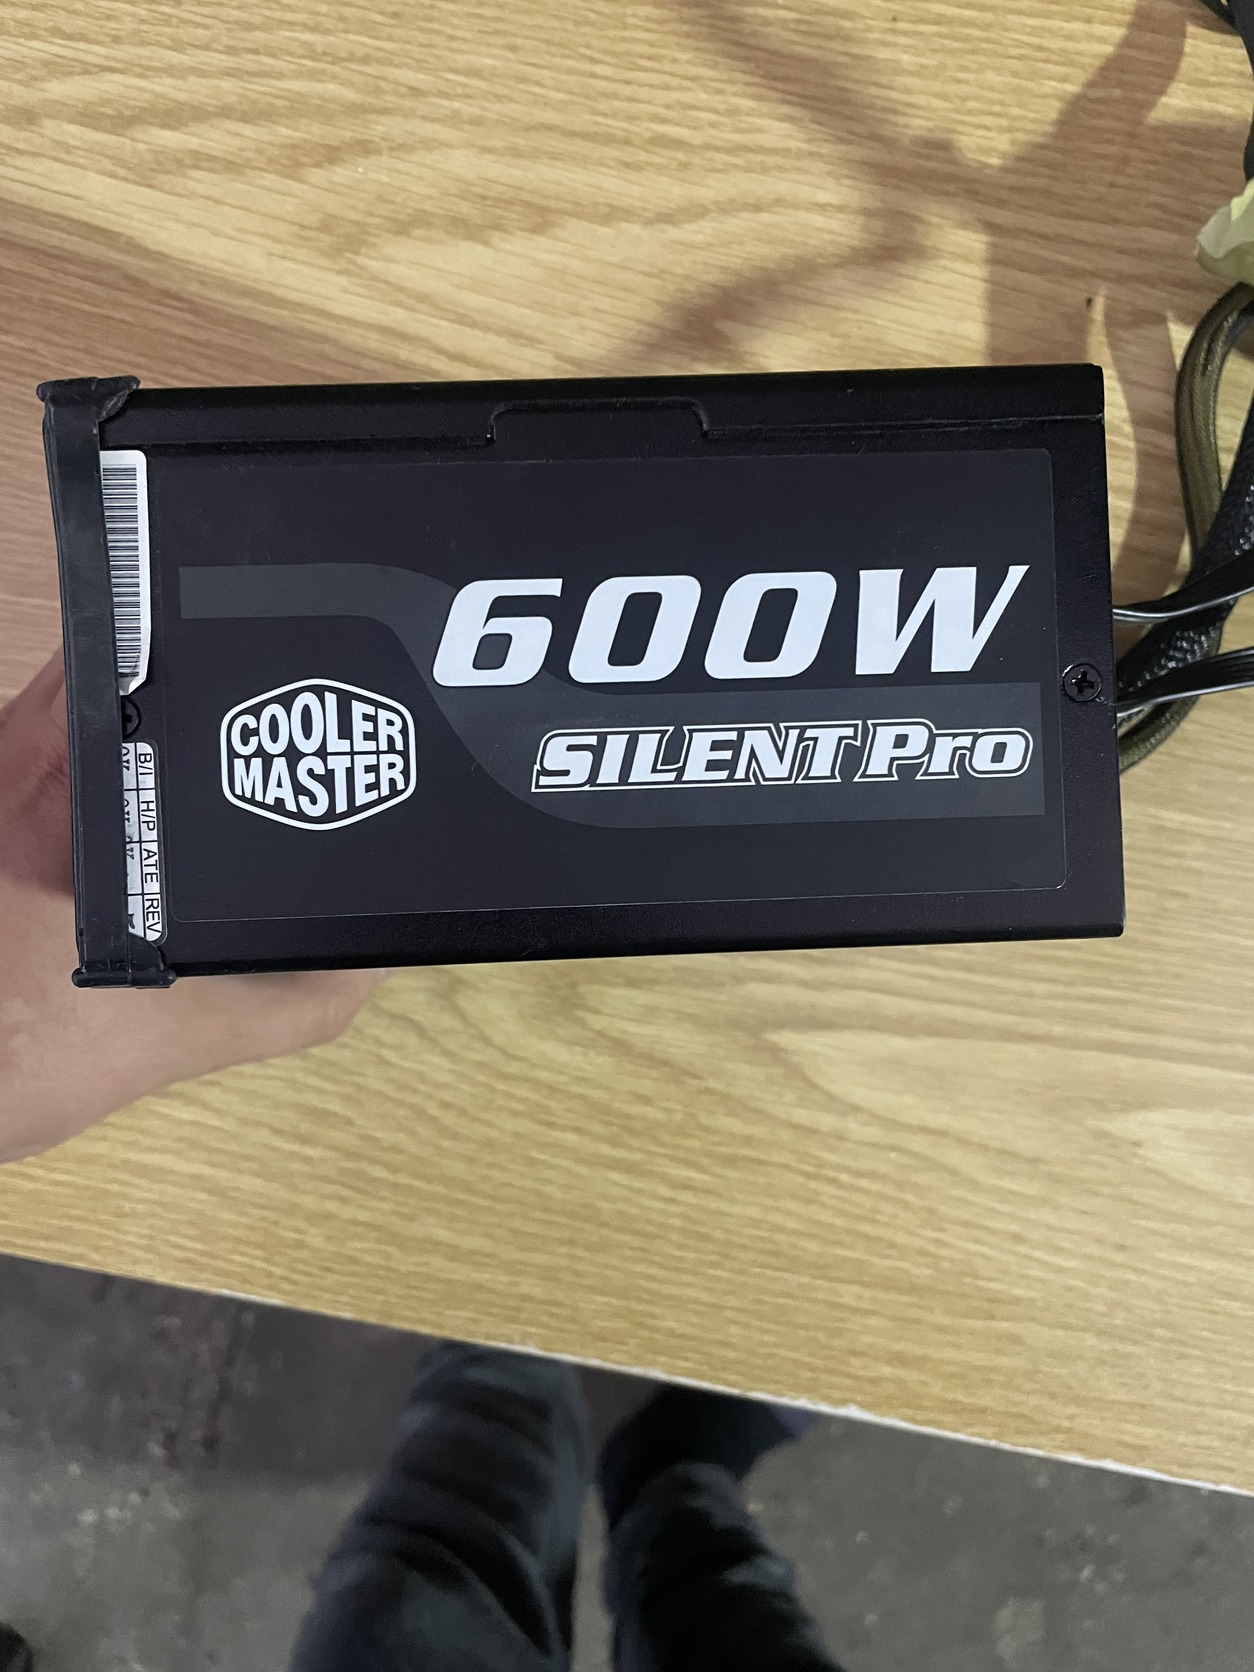 600W
SILENT Pro
COOLER
MASTER
B/I H/P ATE REV